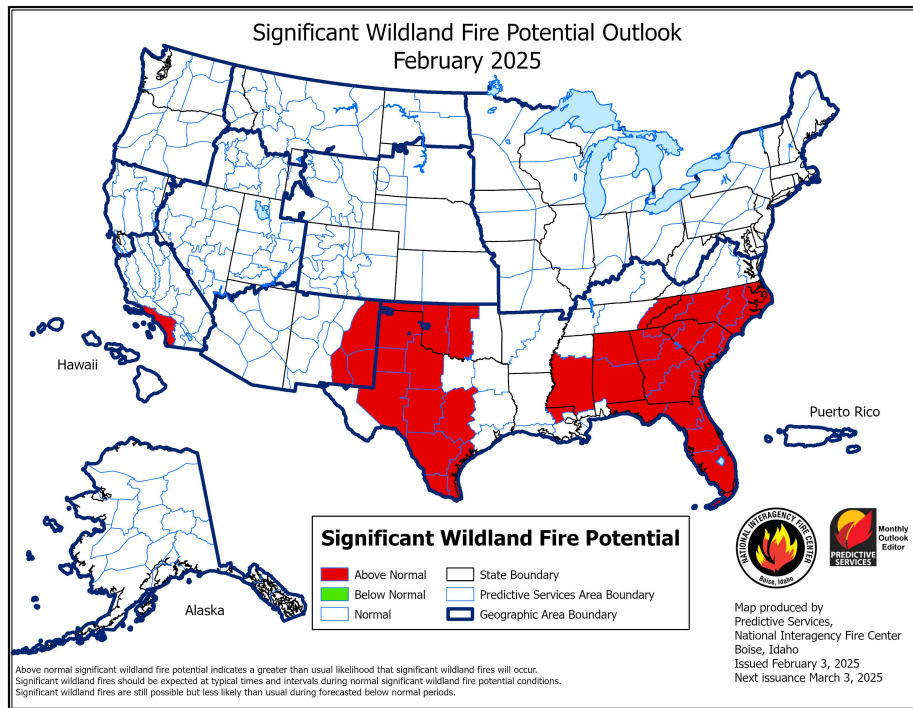 Significant Wildland Fire Potential Outlook
February 2025
Hawaii
Puerto Rico
Alaska
Significant Wildland Fire Potential
Above Normal
Below Normal
Normal
State Boundary
Predictive Services Area Boundary
Geographic Area Boundary
NATIONAL INTERAGENCY FIRE CENTER
Boise, Idaho
PREDICTIVE
SERVICES
Monthly
Outlook
Editor
Map produced by
Predictive Services,
National Interagency Fire Center
Boise, Idaho
Issued February 3, 2025
Next issuance March 3, 2025
Above normal significant wildland fire potential indicates a greater than usual likelihood that significant wildland fires will occur.
Significant wildland fires should be expected at typical times and intervals during normal significant wildland fire potential conditions.
Significant wildland fires are still possible but less likely than usual during forecasted below normal periods.